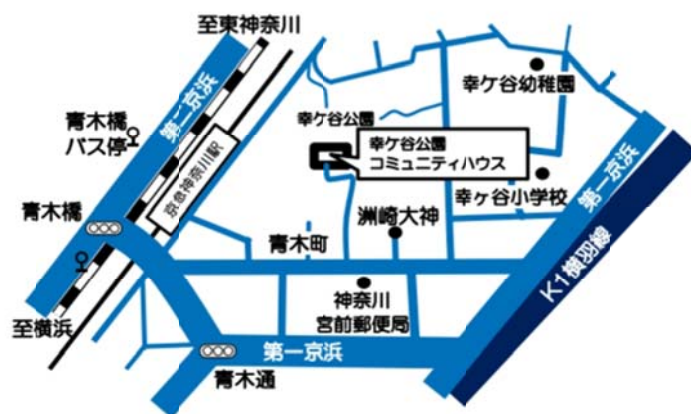 至東神奈川
第二京浜
青木橋
バス停
京急神奈川駅
青木橋
至横浜
幸ケ谷公園
幸ケ谷公園
コミュニティハウス
幸ケ谷幼稚園
幸ヶ谷小学校
洲崎大神
青木町
第一京浜
K1横羽線
神奈川
宮前郵便局
第一京浜
青木通